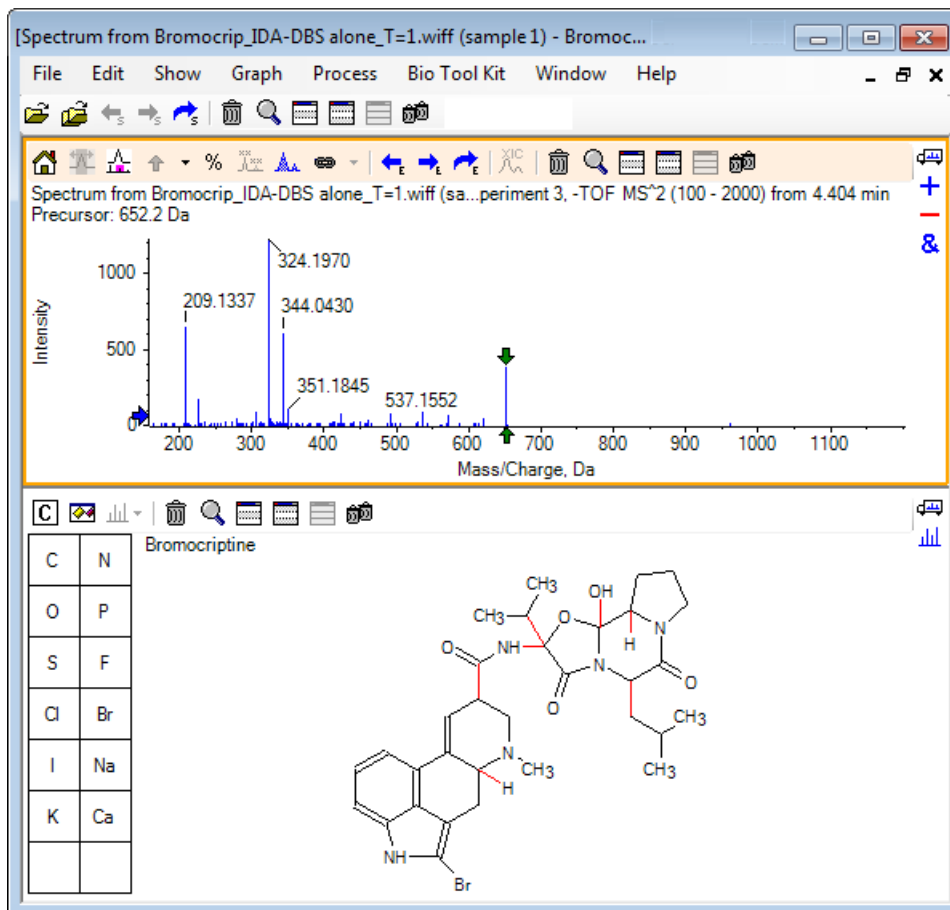 [Spectrum from Bromocrip_IDA-DBS alone_T=1.wiff (sample 1) - Bromoc...
File Edit Show Graph Process Bio Tool Kit Window Help
S S S
% E E E XIC
Spectrum from Bromocrip_IDA-DBS alone_T=1.wiff (sa...periment 3, -TOF MS^2 (100 - 2000) from 4.404 min
Precursor: 652.2 Da
+
−
&
Intensity
1000
500
0
324.1970
209.1337
344.0430
351.1845
537.1552
200 300 400 500 600 700 800 900 1000 1100
Mass/Charge, Da
C
Bromocriptine
C N
O P
S F
Cl Br
I Na
K Ca
CH3
OH
CH3
O
N
O
NH
H
N
O
O
CH3
N
CH3
CH3
H
NH
Br